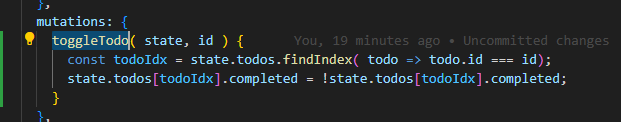 },
mutations: {
toggleTodo( state, id ) { You, 19 minutes ago • Uncommitted changes
const todoIdx = state.todos.findIndex( todo => todo.id === id);
state.todos[todoIdx].completed = !state.todos[todoIdx].completed;
}
},